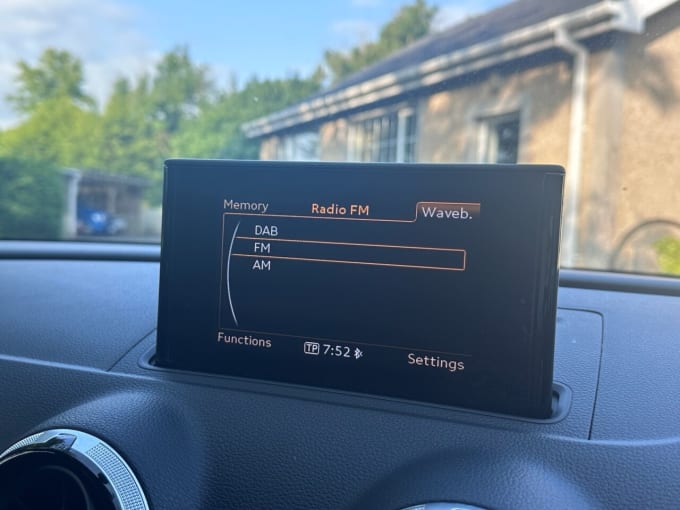 Memory Radio FM Waveb.
DAB
FM
AM
Functions TP 7:52 Settings